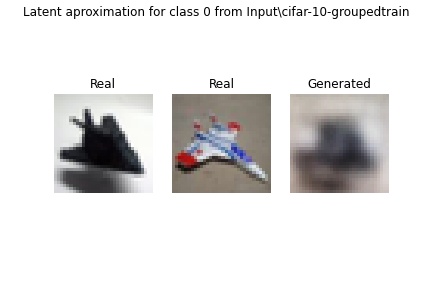 Latent aproximation for class 0 from Input\cifar-10-groupedtrain
Real
Real
Generated